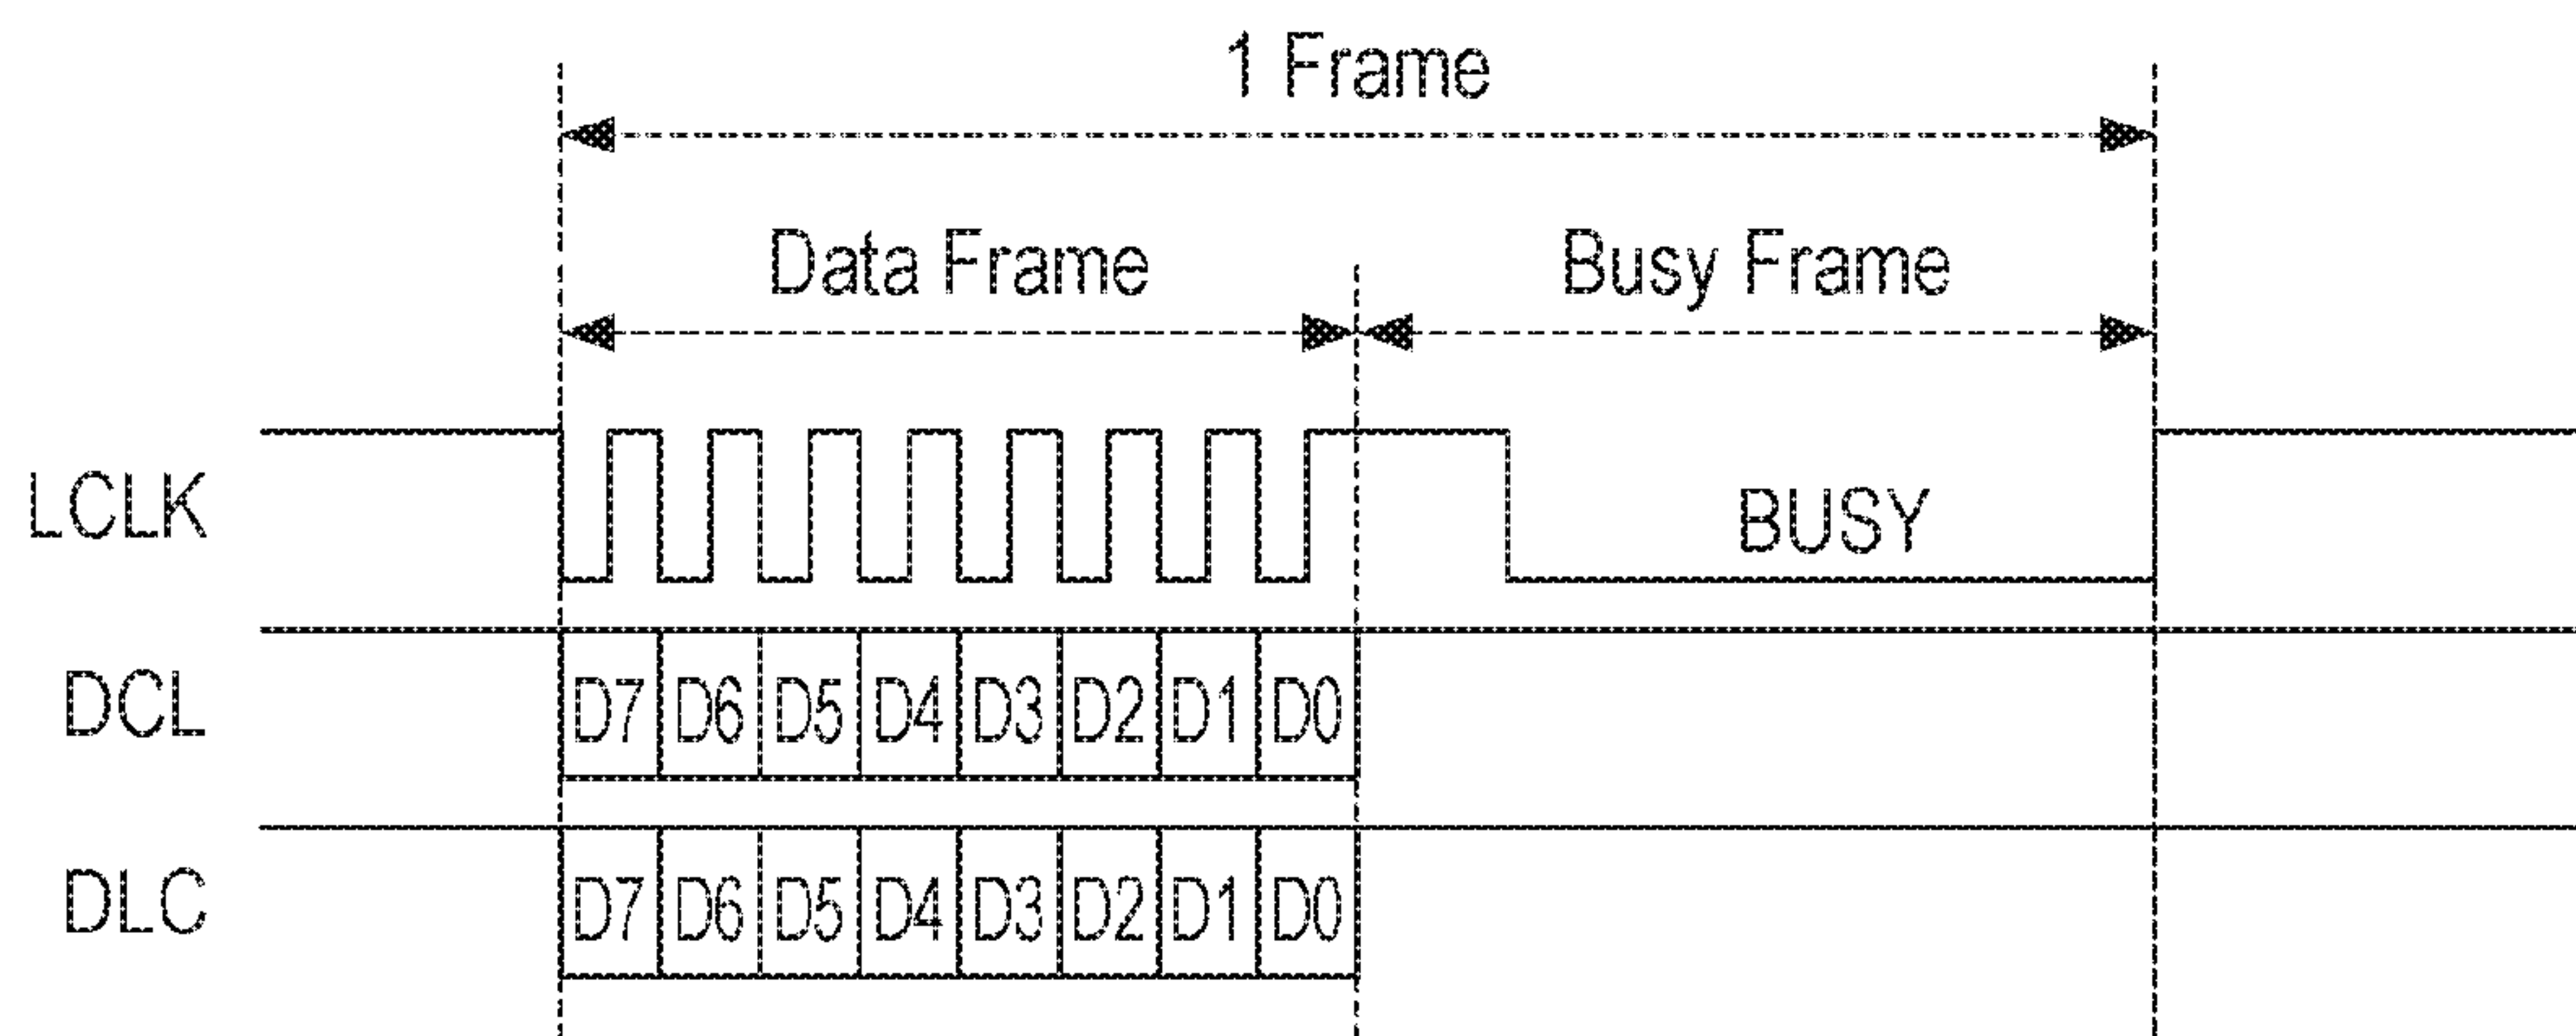 1 Frame
Data Frame Busy Frame
LCLK BUSY
DCL D7 D6 D5 D4 D3 D2 D1 D0
DLC D7 D6 D5 D4 D3 D2 D1 D0